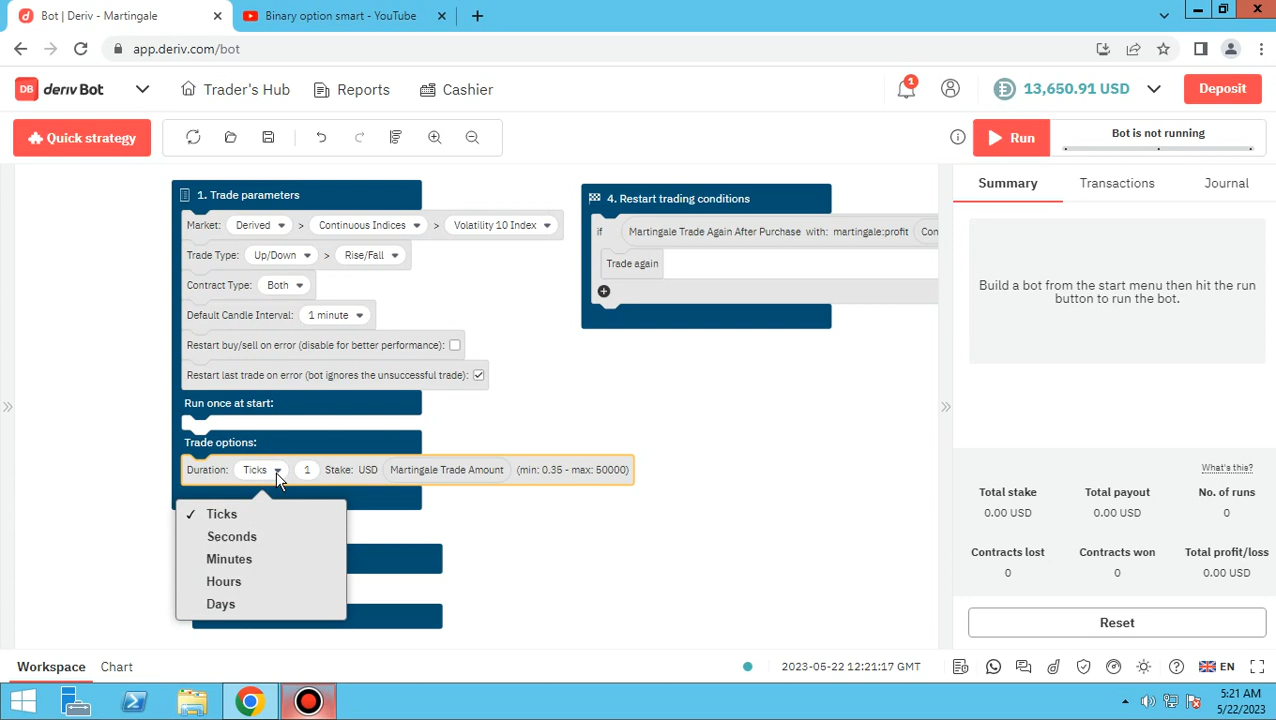 Bot | Deriv - Martingale
Binary option smart - YouTube
app.deriv.com/bot
DB deriv Bot
Trader's Hub
Reports
Cashier
1
13,650.91 USD
Deposit
Quick strategy
Run
Bot is not running
1. Trade parameters
Market: Derived > Continuous Indices > Volatility 10 Index
Trade Type: Up/Down > Rise/Fall
Contract Type: Both
Default Candle Interval: 1 minute
Restart buy/sell on error (disable for better performance):
Restart last trade on error (bot ignores the unsuccessful trade):
Run once at start:
Trade options:
Duration: Ticks 1 Stake: USD Martingale Trade Amount (min: 0.35 - max: 50000)
Ticks
Seconds
Minutes
Hours
Days
4. Restart trading conditions
if Martingale Trade Again After Purchase with: martingale:profit Con
Trade again
Summary
Transactions
Journal
Build a bot from the start menu then hit the run
button to run the bot.
What's this?
Total stake
Total payout
No. of runs
0.00 USD
0.00 USD
0
Contracts lost
Contracts won
Total profit/loss
0
0
0.00 USD
Reset
Workspace
Chart
2023-05-22 12:21:17 GMT
EN
5:21 AM
5/22/2023